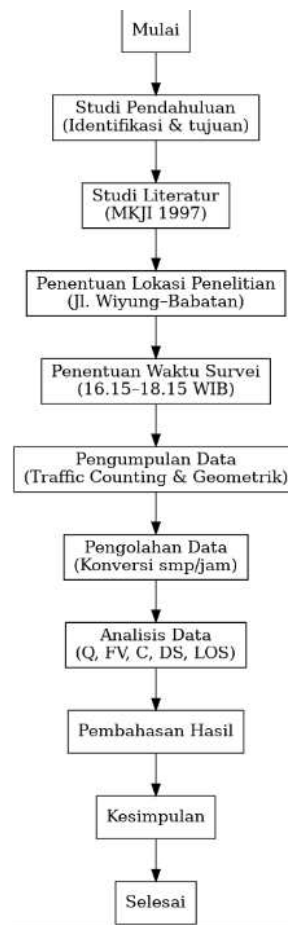 Mulai
Studi Pendahuluan
(Identifikasi & tujuan)
Studi Literatur
(MKJI 1997)
Penentuan Lokasi Penelitian
(Jl. Wiyung–Babatan)
Penentuan Waktu Survei
(16.15–18.15 WIB)
Pengumpulan Data
(Traffic Counting & Geometrik)
Pengolahan Data
(Konversi smp/jam)
Analisis Data
(Q, FV, C, DS, LOS)
Pembahasan Hasil
Kesimpulan
Selesai